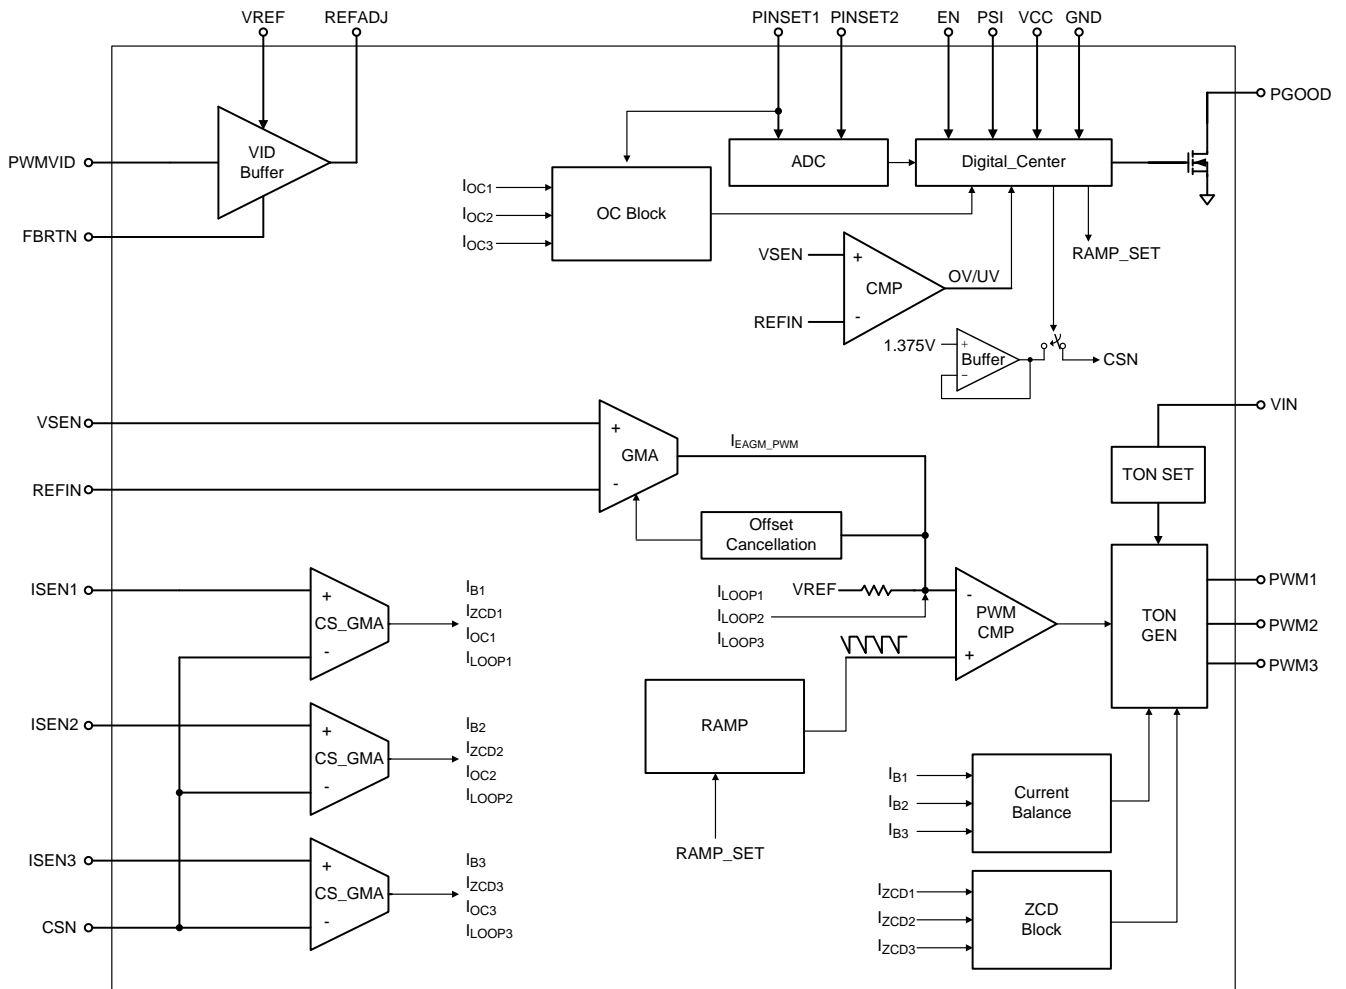 VREF
REFADJ
PINSET1
PINSET2
EN
PSI
VCC
GND
PGOOD
PWMVID
VID
Buffer
ADC
Digital_Center
IOC1
IOC2
IOC3
OC Block
FBRTN
RAMP_SET
VSEN
+
CMP
OV/UV
REFIN
-
1.375V
+
Buffer
-
CSN
VIN
VSEN
+
GMA
IEAGM_PWM
TON SET
REFIN
-
Offset
Cancellation
ISEN1
+
CS_GMA
-
IB1
IZCD1
IOC1
ILOOP1
ILOOP1
ILOOP2
ILOOP3
VREF
-
PWM
CMP
+
TON
GEN
PWM1
PWM2
PWM3
ISEN2
+
CS_GMA
-
IB2
IZCD2
IOC2
ILOOP2
RAMP
RAMP_SET
IB1
IB2
IB3
Current
Balance
ISEN3
+
CS_GMA
-
IB3
IZCD3
IOC3
ILOOP3
CSN
IZCD1
IZCD2
IZCD3
ZCD
Block